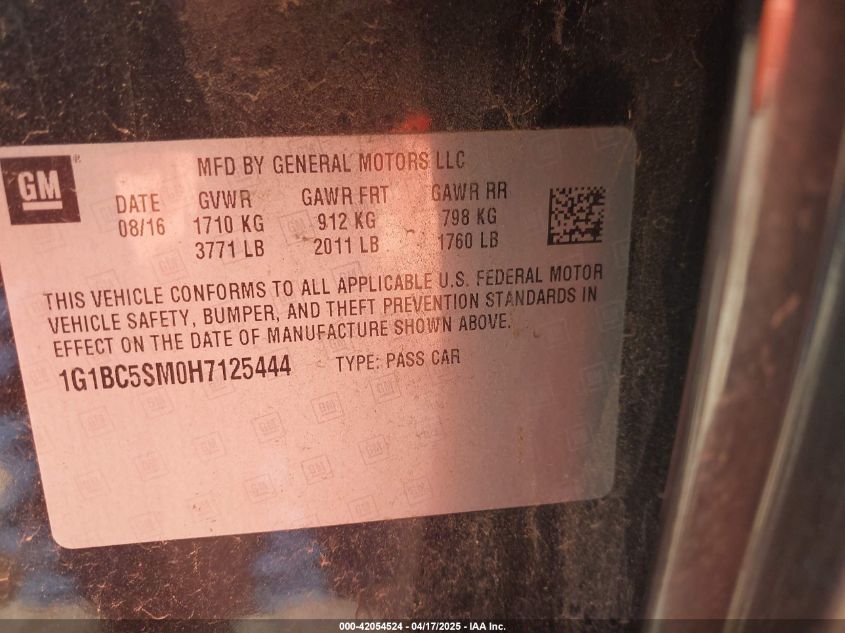 GM ®
MFD BY GENERAL MOTORS LLC
DATE GVWR GAWR FRT GAWR RR
08/16 1710 KG 912 KG 798 KG
3771 LB 2011 LB 1760 LB
THIS VEHICLE CONFORMS TO ALL APPLICABLE U.S. FEDERAL MOTOR
VEHICLE SAFETY, BUMPER, AND THEFT PREVENTION STANDARDS IN
EFFECT ON THE DATE OF MANUFACTURE SHOWN ABOVE.
1G1BC5SM0H7125444 TYPE: PASS CAR
000-42054524 - 04/17/2025 - IAA Inc.